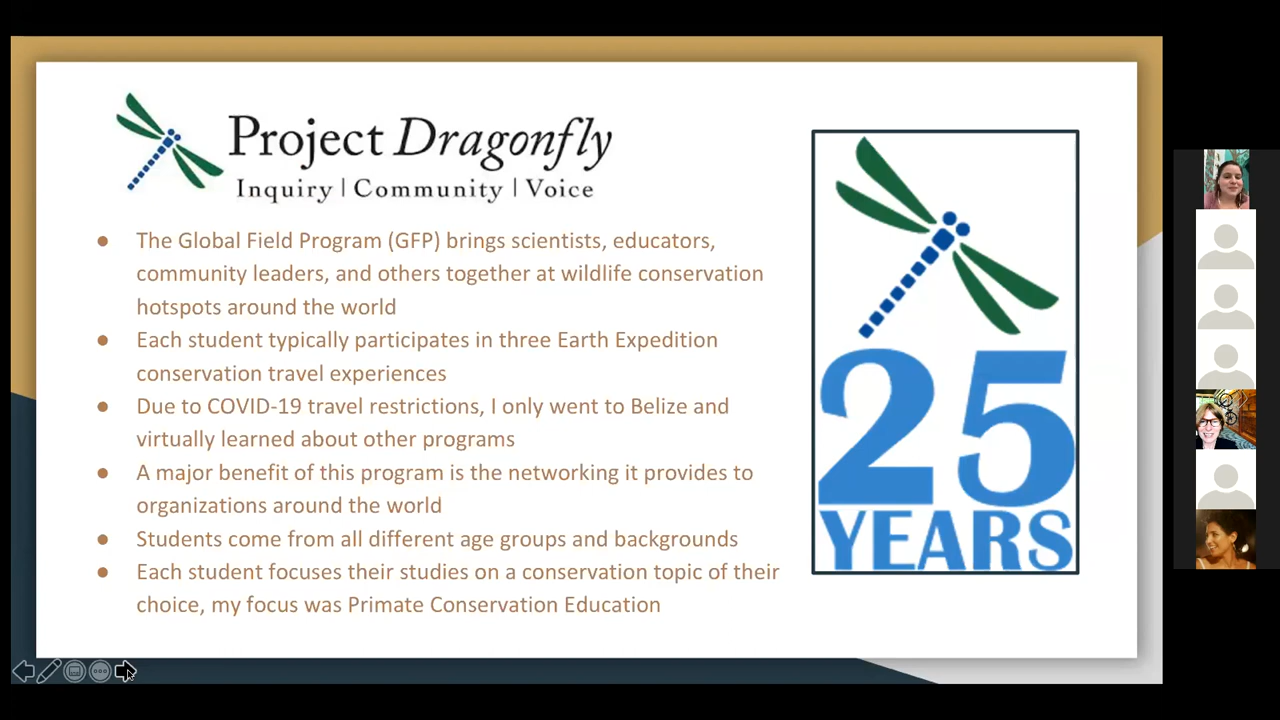 Project Dragonfly
Inquiry | Community | Voice
● The Global Field Program (GFP) brings scientists, educators,
community leaders, and others together at wildlife conservation
hotspots around the world
● Each student typically participates in three Earth Expedition
conservation travel experiences
● Due to COVID-19 travel restrictions, I only went to Belize and
virtually learned about other programs
● A major benefit of this program is the networking it provides to
organizations around the world
● Students come from all different age groups and backgrounds
● Each student focuses their studies on a conservation topic of their
choice, my focus was Primate Conservation Education
25
YEARS